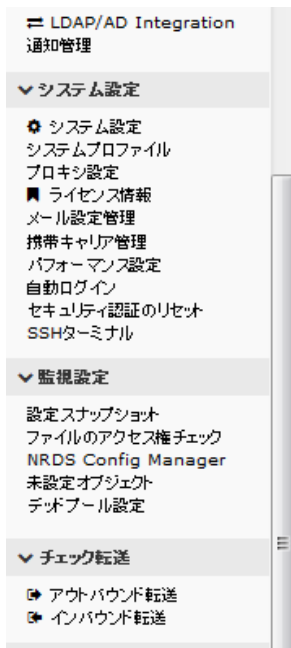 LDAP/AD Integration
通知管理
システム設定
システム設定
システムプロファイル
プロキシ設定
ライセンス情報
メール設定管理
携帯キャリア管理
パフォーマンス設定
自動ログイン
セキュリティ認証のリセット
SSHターミナル
監視設定
設定スナップショット
ファイルのアクセス権チェック
NRDS Config Manager
未設定オブジェクト
デッドプール設定
チェック転送
アウトバウンド転送
インバウンド転送